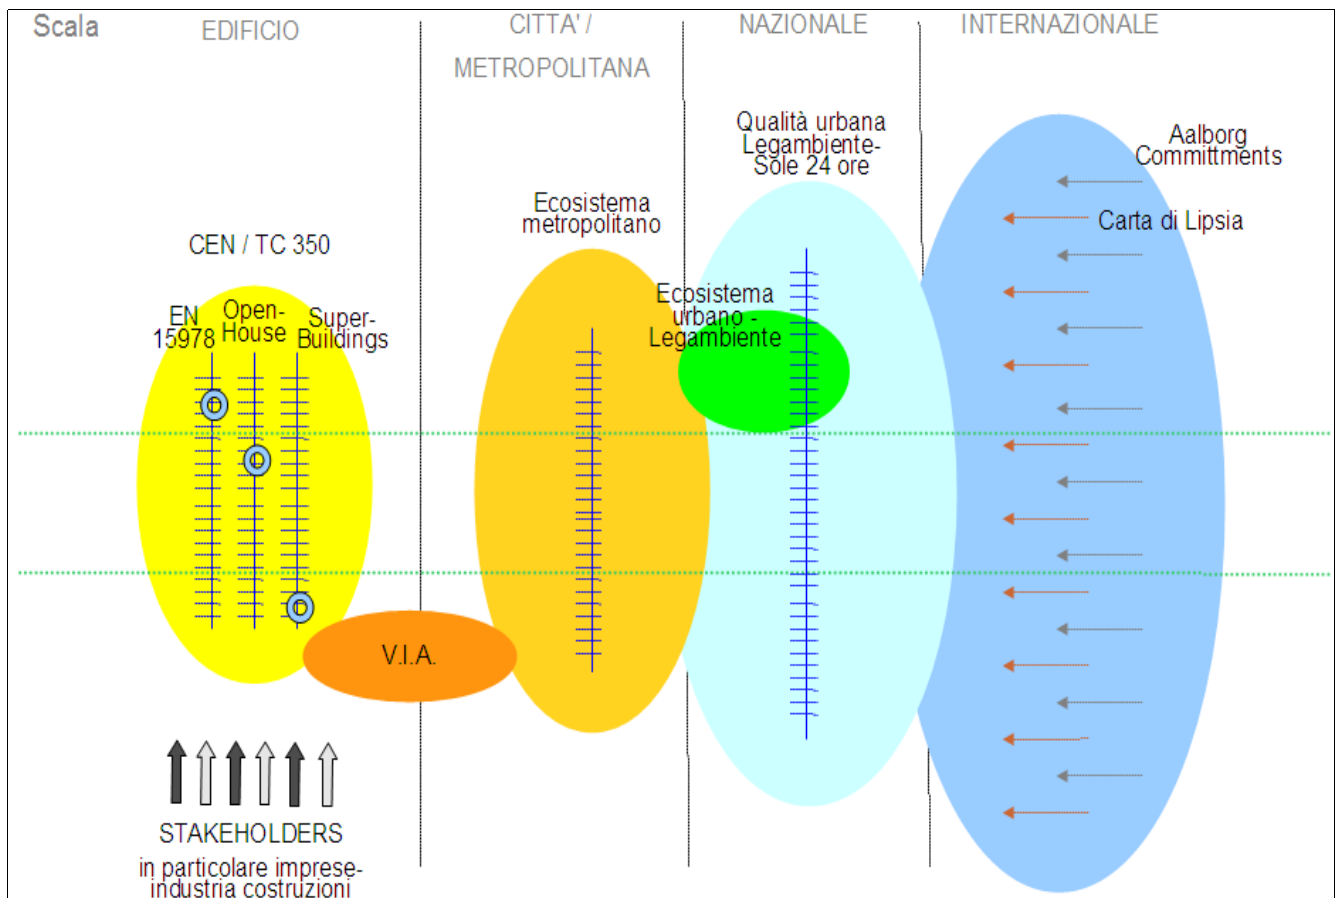 Scala
EDIFICIO
CITTA' /
METROPOLITANA
NAZIONALE
INTERNAZIONALE
Qualità urbana
Legambiente-
Sole 24 ore
Aalborg
Committments
Ecosistema
metropolitano
Carta di Lipsia
CEN / TC 350
EN
15978
Open-
House
Super-
Buildings
Ecosistema
urbano -
Legambiente
V.I.A.
STAKEHOLDERS
in particolare imprese-
industria costruzioni